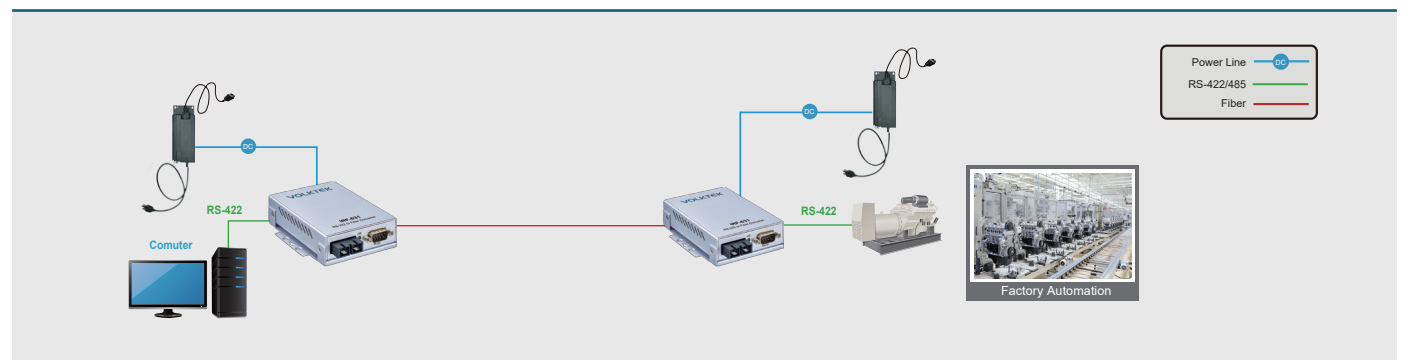 Power Line
DC
RS-422/485
Fiber
DC
DC
VOLKTEK
RS-422
Comuter
VOLKTEK
RS-422
Factory Automation